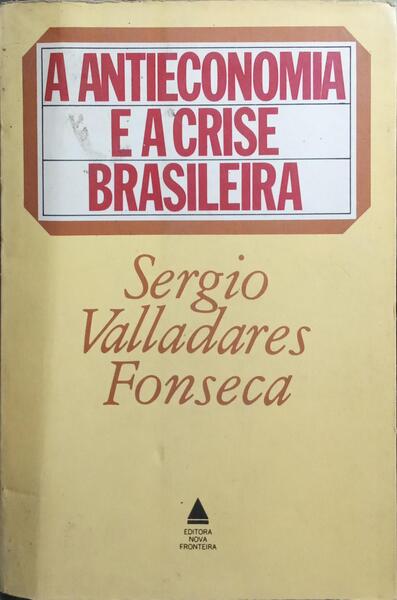 A ANTIECONOMIA
E A CRISE
BRASILEIRA
Sergio
Valladares
Fonseca
EDITORA
NOVA
FRONTEIRA